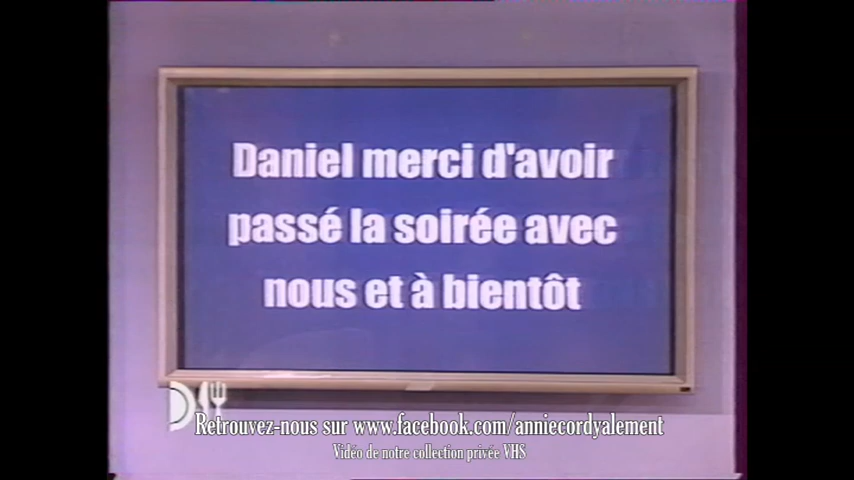 Daniel merci d'avoir
passé la soirée avec
nous et à bientôt
Retrouvez-nous sur www.facebook.com/anniecordyalement
Vidéo de notre collection privée VHS